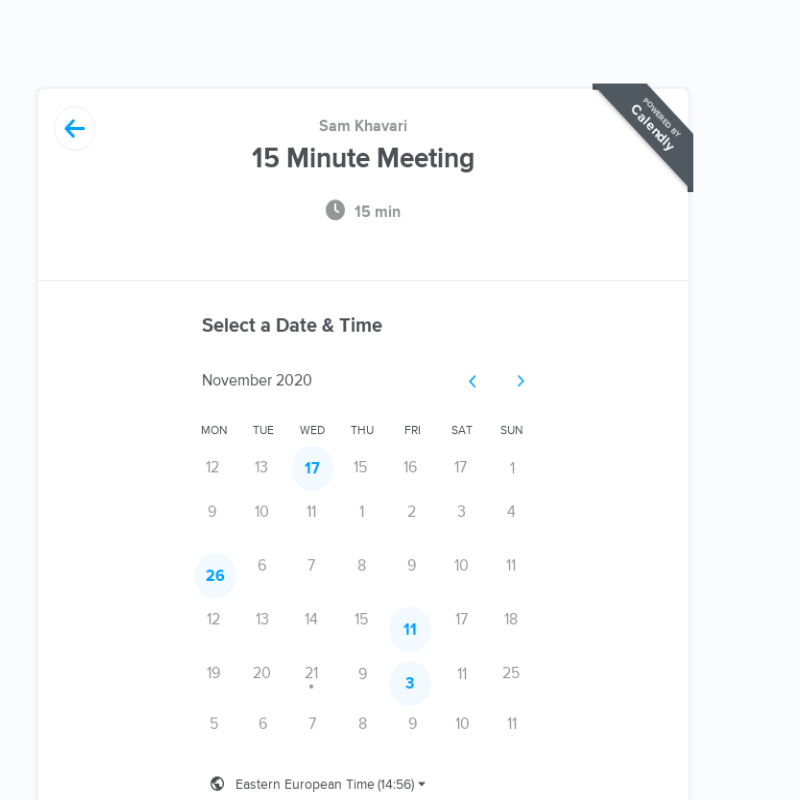 POWERED BY
Calendly
Sam Khavari
15 Minute Meeting
15 min
Select a Date & Time
November 2020
MON TUE WED THU FRI SAT SUN
12 13 17 15 16 17 1
9 10 11 1 2 3 4
26 6 7 8 9 10 11
12 13 14 15 11 17 18
19 20 21 9 3 11 25
5 6 7 8 9 10 11
Eastern European Time (14:56)